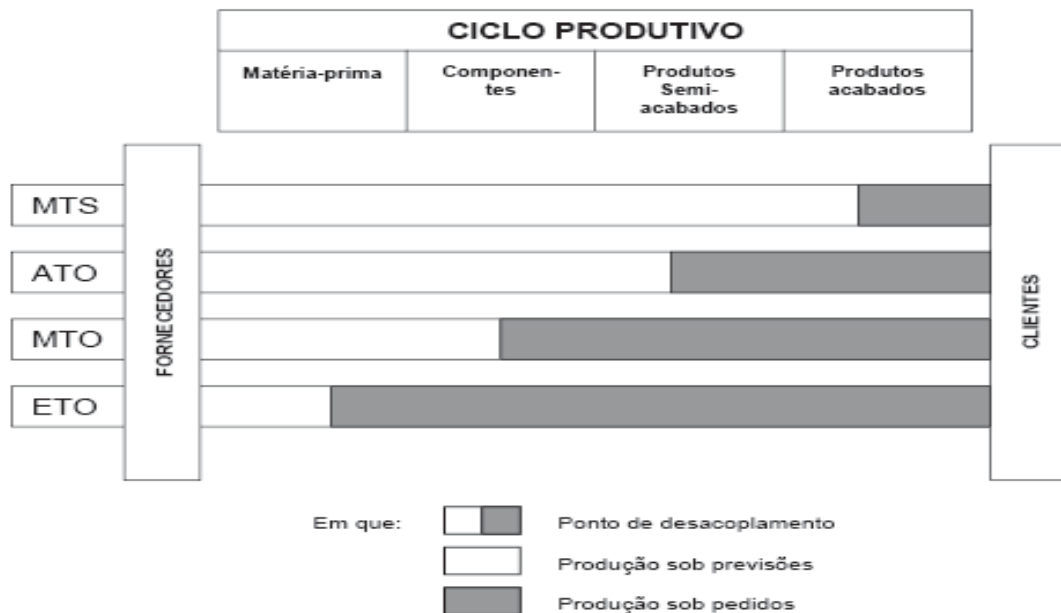 CICLO PRODUTIVO
Matéria-prima
Componen-
tes
Produtos
Semi-
acabados
Produtos
acabados
FORNECEDORES
CLIENTES
MTS
ATO
MTO
ETO
Em que:
Ponto de desacoplamento
Produção sob previsões
Produção sob pedidos